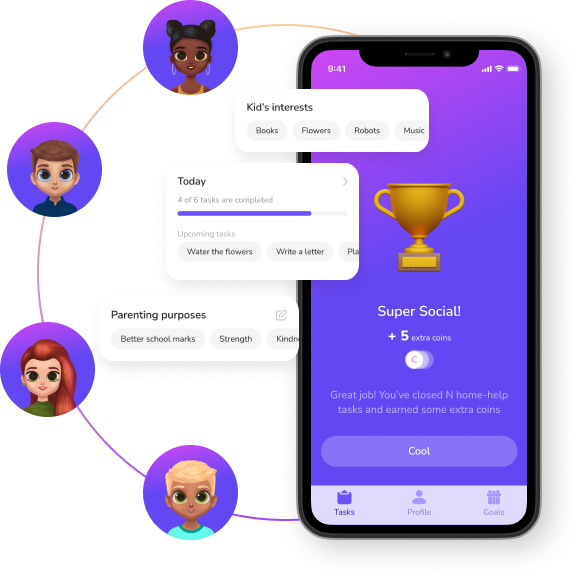 9:41
Kid's interests
Books Flowers Robots Music
Today
4 of 6 tasks are completed
Upcoming tasks
Water the flowers Write a letter
Parenting purposes
Better school marks Strength
Super Social!
+ 5 extra coins
C
Great job! You've closed N home-help
tasks and earned some extra coins
Cool
Tasks Profile Goals